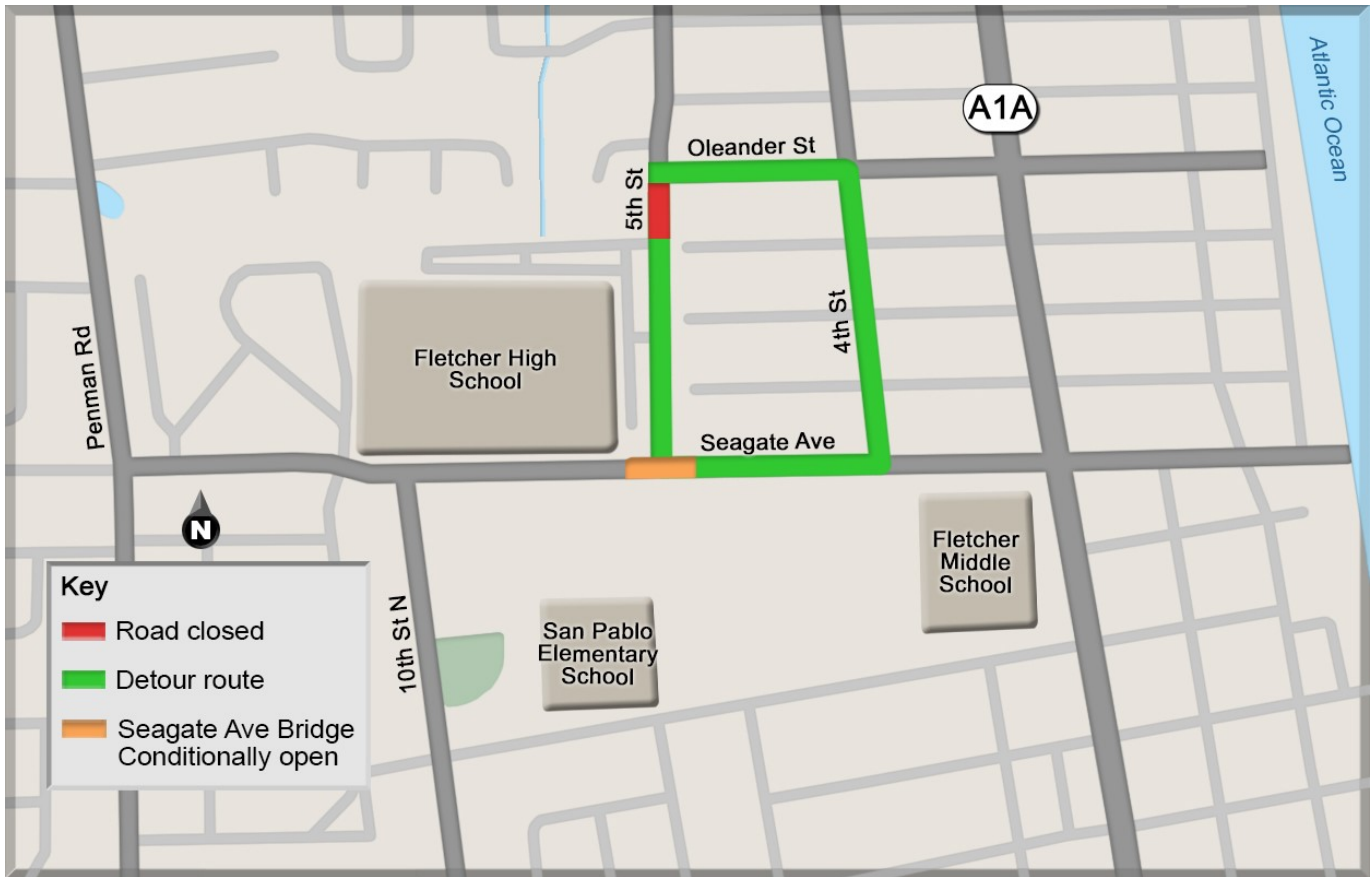 Atlantic Ocean
A1A
Oleander St
5th St
4th St
Penman Rd
Fletcher High
School
Seagate Ave
N
Fletcher
Middle
School
10th St N
San Pablo
Elementary
School
Key
Road closed
Detour route
Seagate Ave Bridge
Conditionally open